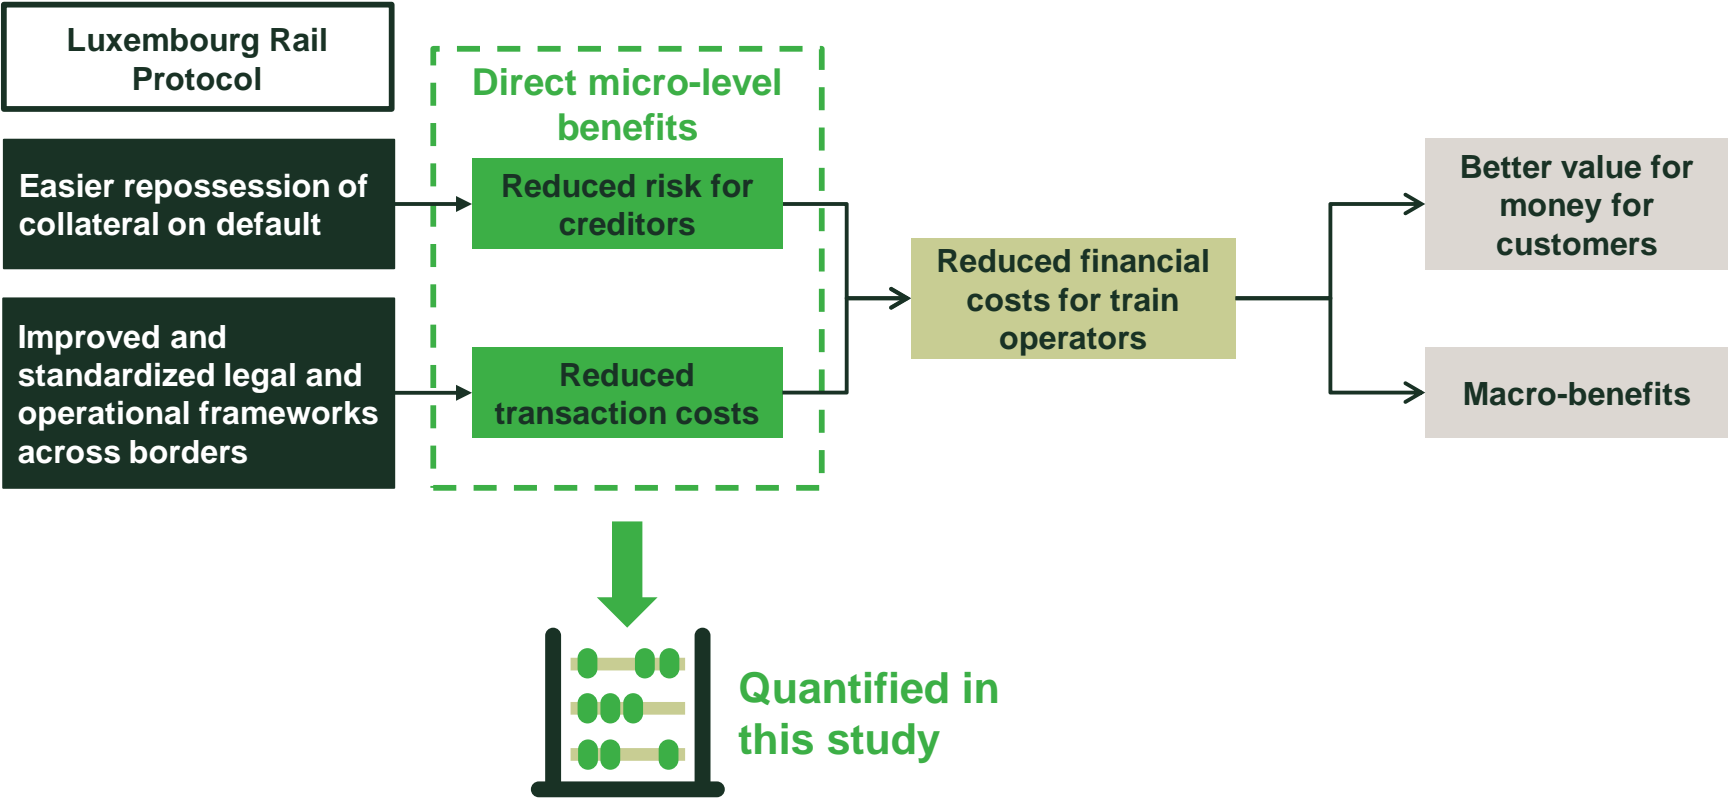 Luxembourg Rail
Protocol
Direct micro-level
benefits
Easier repossession of
collateral on default
Reduced risk for
creditors
Improved and
standardized legal and
operational frameworks
across borders
Reduced
transaction costs
Reduced financial
costs for train
operators
Better value for
money for
customers
Macro-benefits
Quantified in
this study